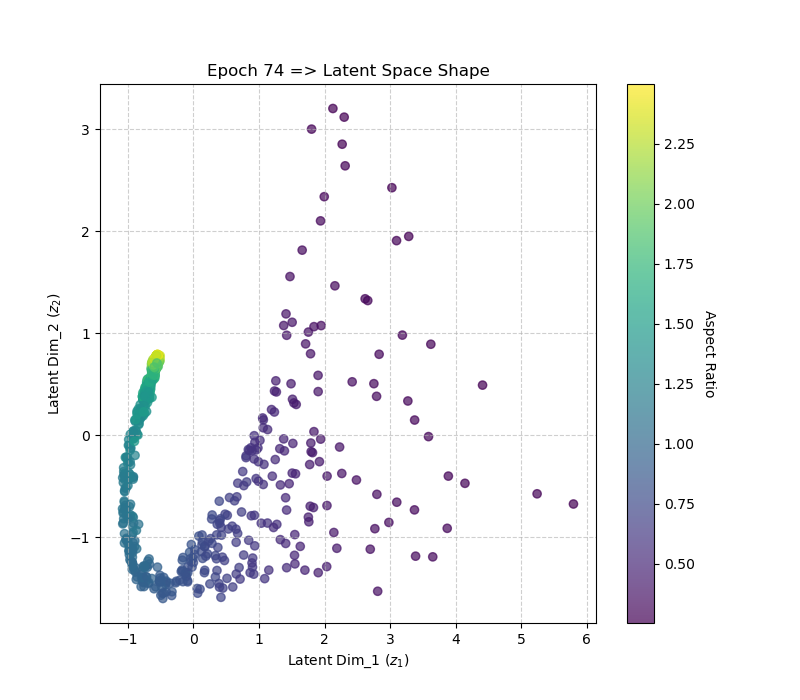 Epoch 74 => Latent Space Shape
3
2
1
0
−1
Latent Dim_2 (z₂)
−1 0 1 2 3 4 5 6
Latent Dim_1 (z₁)
2.25
2.00
1.75
1.50
1.25
1.00
0.75
0.50
Aspect Ratio